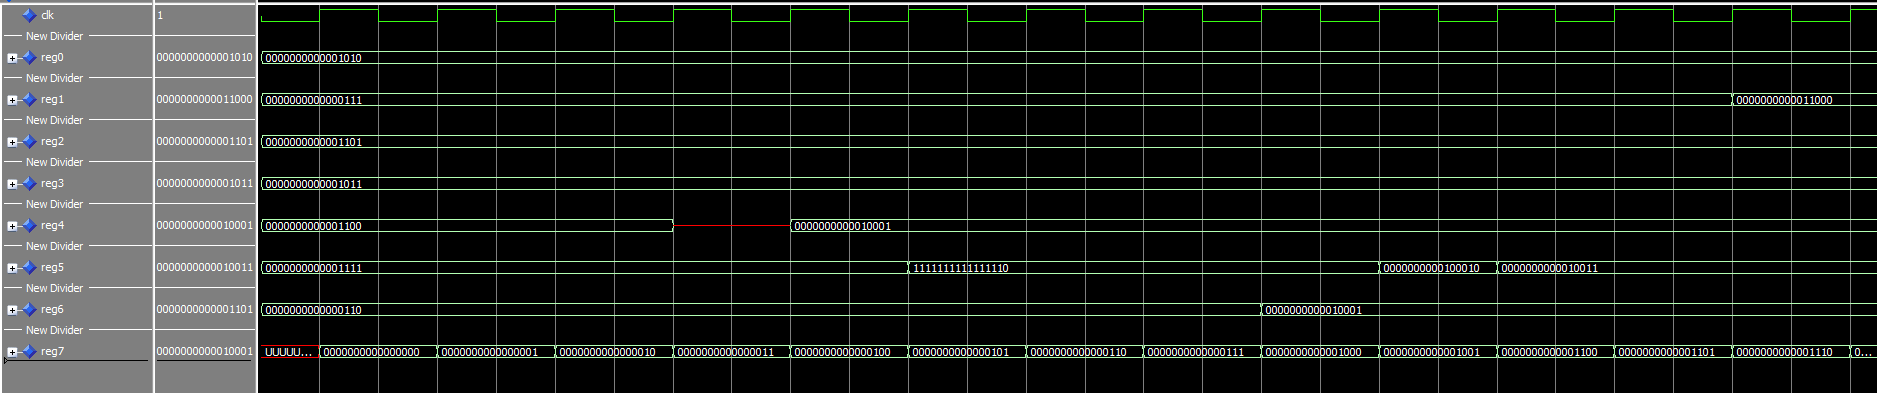 clk 1
New Divider
reg0 0000000000001010 0000000000001010
New Divider
reg1 0000000000011000 0000000000000111 0000000000011000
New Divider
reg2 0000000000001101 0000000000001101
New Divider
reg3 0000000000001011 0000000000001011
New Divider
reg4 0000000000010001 0000000000001100 0000000000010001
New Divider
reg5 0000000000010011 0000000000001111 1111111111111110 0000000000100010 0000000000010011
New Divider
reg6 0000000000001101 0000000000000110 0000000000010001
New Divider
reg7 0000000000010001 UUUUU... 0000000000000000 0000000000000001 0000000000000010 0000000000000011 0000000000000100 0000000000000101 0000000000000110 0000000000000111 0000000000001000 0000000000001001 0000000000001100 0000000000001101 0000000000001110 0...